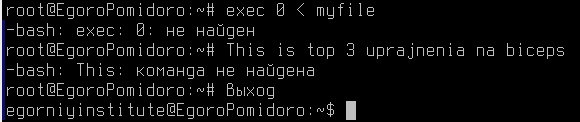 root@EgoroPomidoro:~# exec 0 < myfile
-bash: exec: 0: не найден
root@EgoroPomidoro:~# This is top 3 uprajnenia na biceps
-bash: This: команда не найдена
root@EgoroPomidoro:~# Выход
egorniyinstitute@EgoroPomidoro:~$